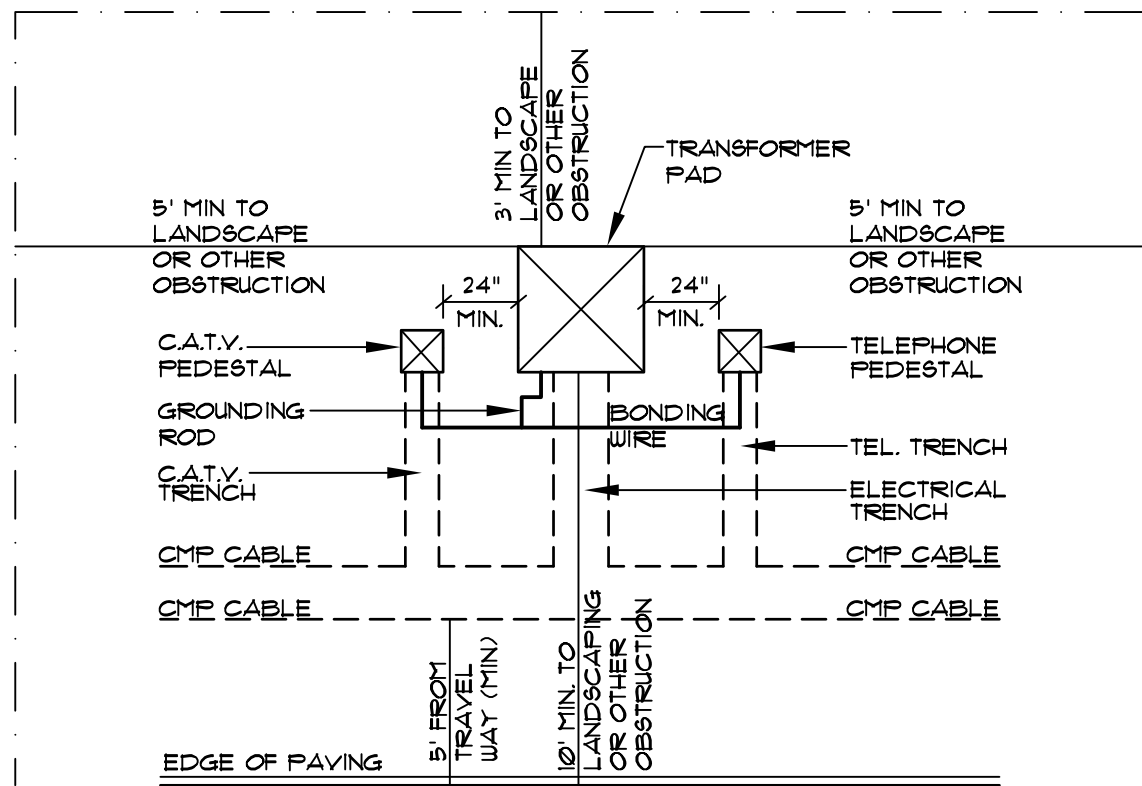 3' MIN TO
LANDSCAPE
OR OTHER
OBSTRUCTION
TRANSFORMER
PAD
5' MIN TO
LANDSCAPE
OR OTHER
OBSTRUCTION
5' MIN TO
LANDSCAPE
OR OTHER
OBSTRUCTION
24"
MIN.
24"
MIN.
C.A.T.V.
PEDESTAL
TELEPHONE
PEDESTAL
GROUNDING
ROD
BONDING
WIRE
TEL. TRENCH
C.A.T.V.
TRENCH
ELECTRICAL
TRENCH
CMP CABLE
CMP CABLE
CMP CABLE
CMP CABLE
5' FROM
TRAVEL
WAY (MIN)
10' MIN. TO
LANDSCAPING
OR OTHER
OBSTRUCTION
EDGE OF PAVING